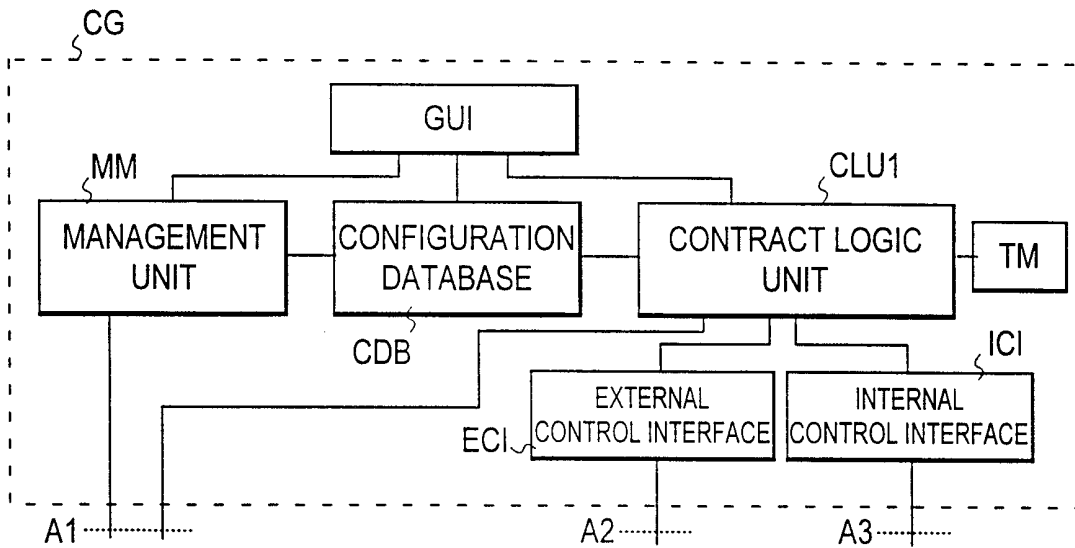 CG
GUI
MM
CLU1
MANAGEMENT
UNIT
CONFIGURATION
DATABASE
CONTRACT LOGIC
UNIT
TM
CDB
ICI
EXTERNAL
CONTROL INTERFACE
INTERNAL
CONTROL INTERFACE
ECI
A1
A2
A3